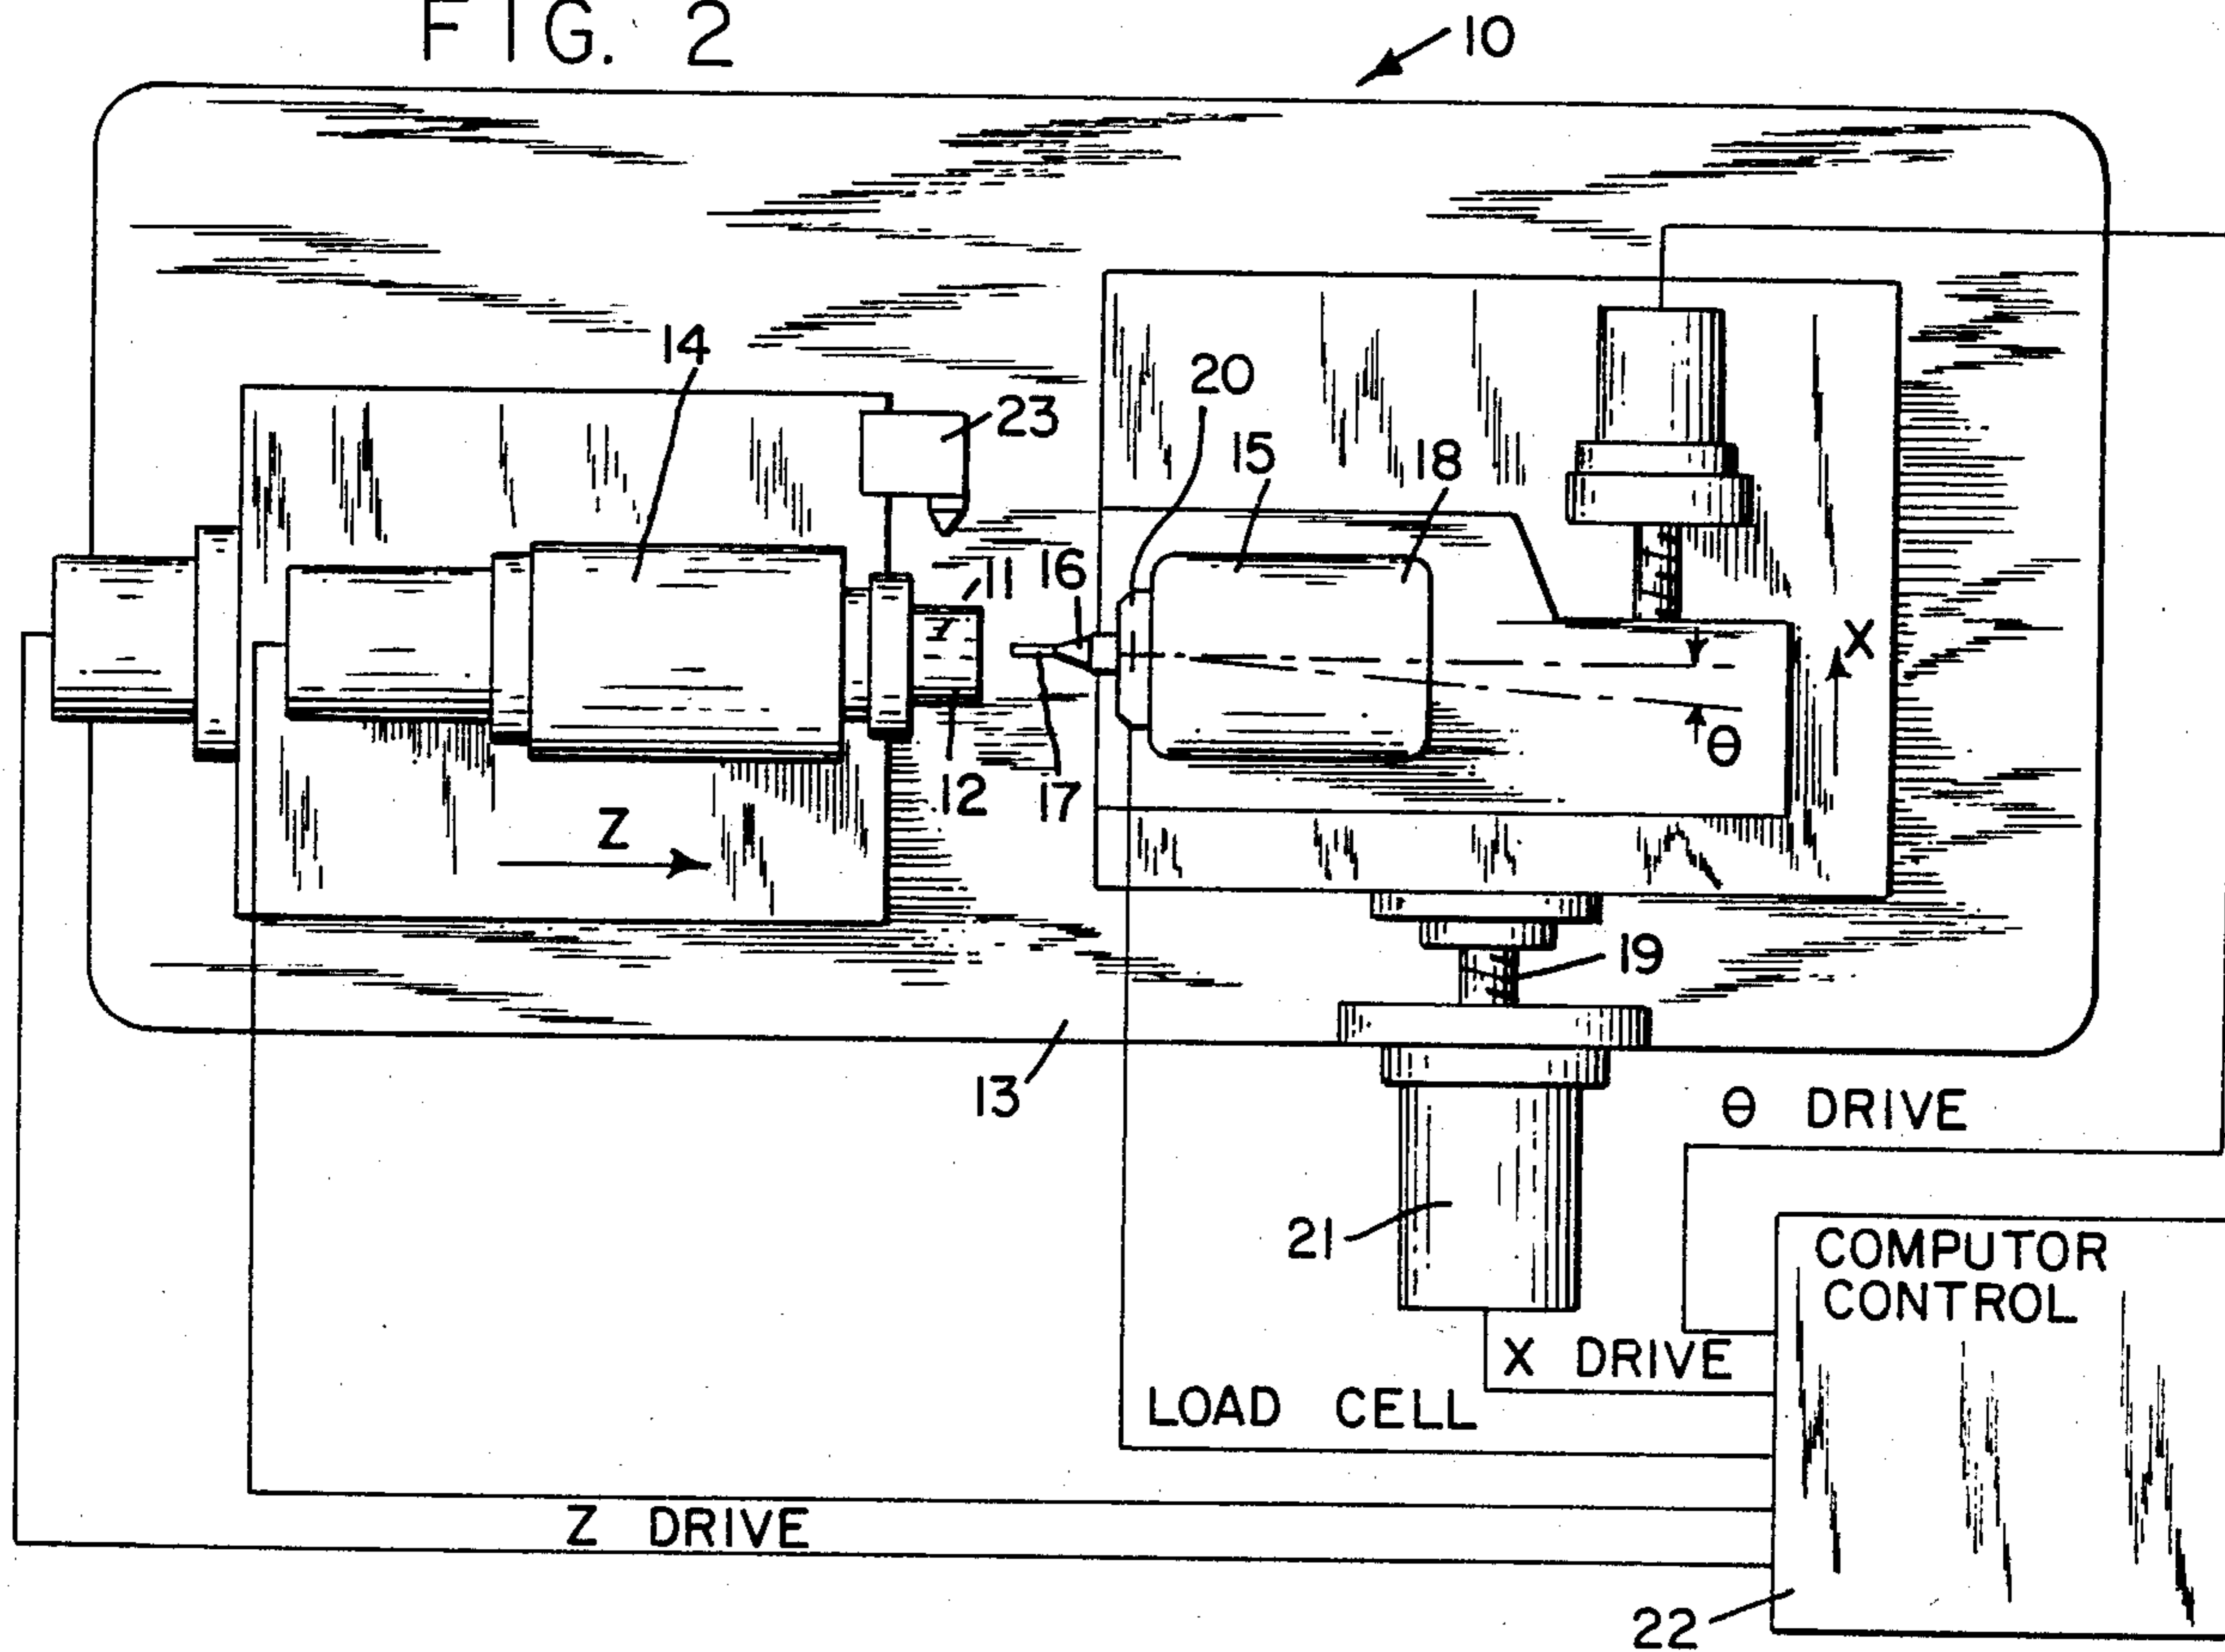 FIG. 2
10
14
20
23
15
18
11
16
X
θ
12
17
Z
19
13
θ DRIVE
21
COMPUTOR
CONTROL
X DRIVE
LOAD CELL
Z DRIVE
22